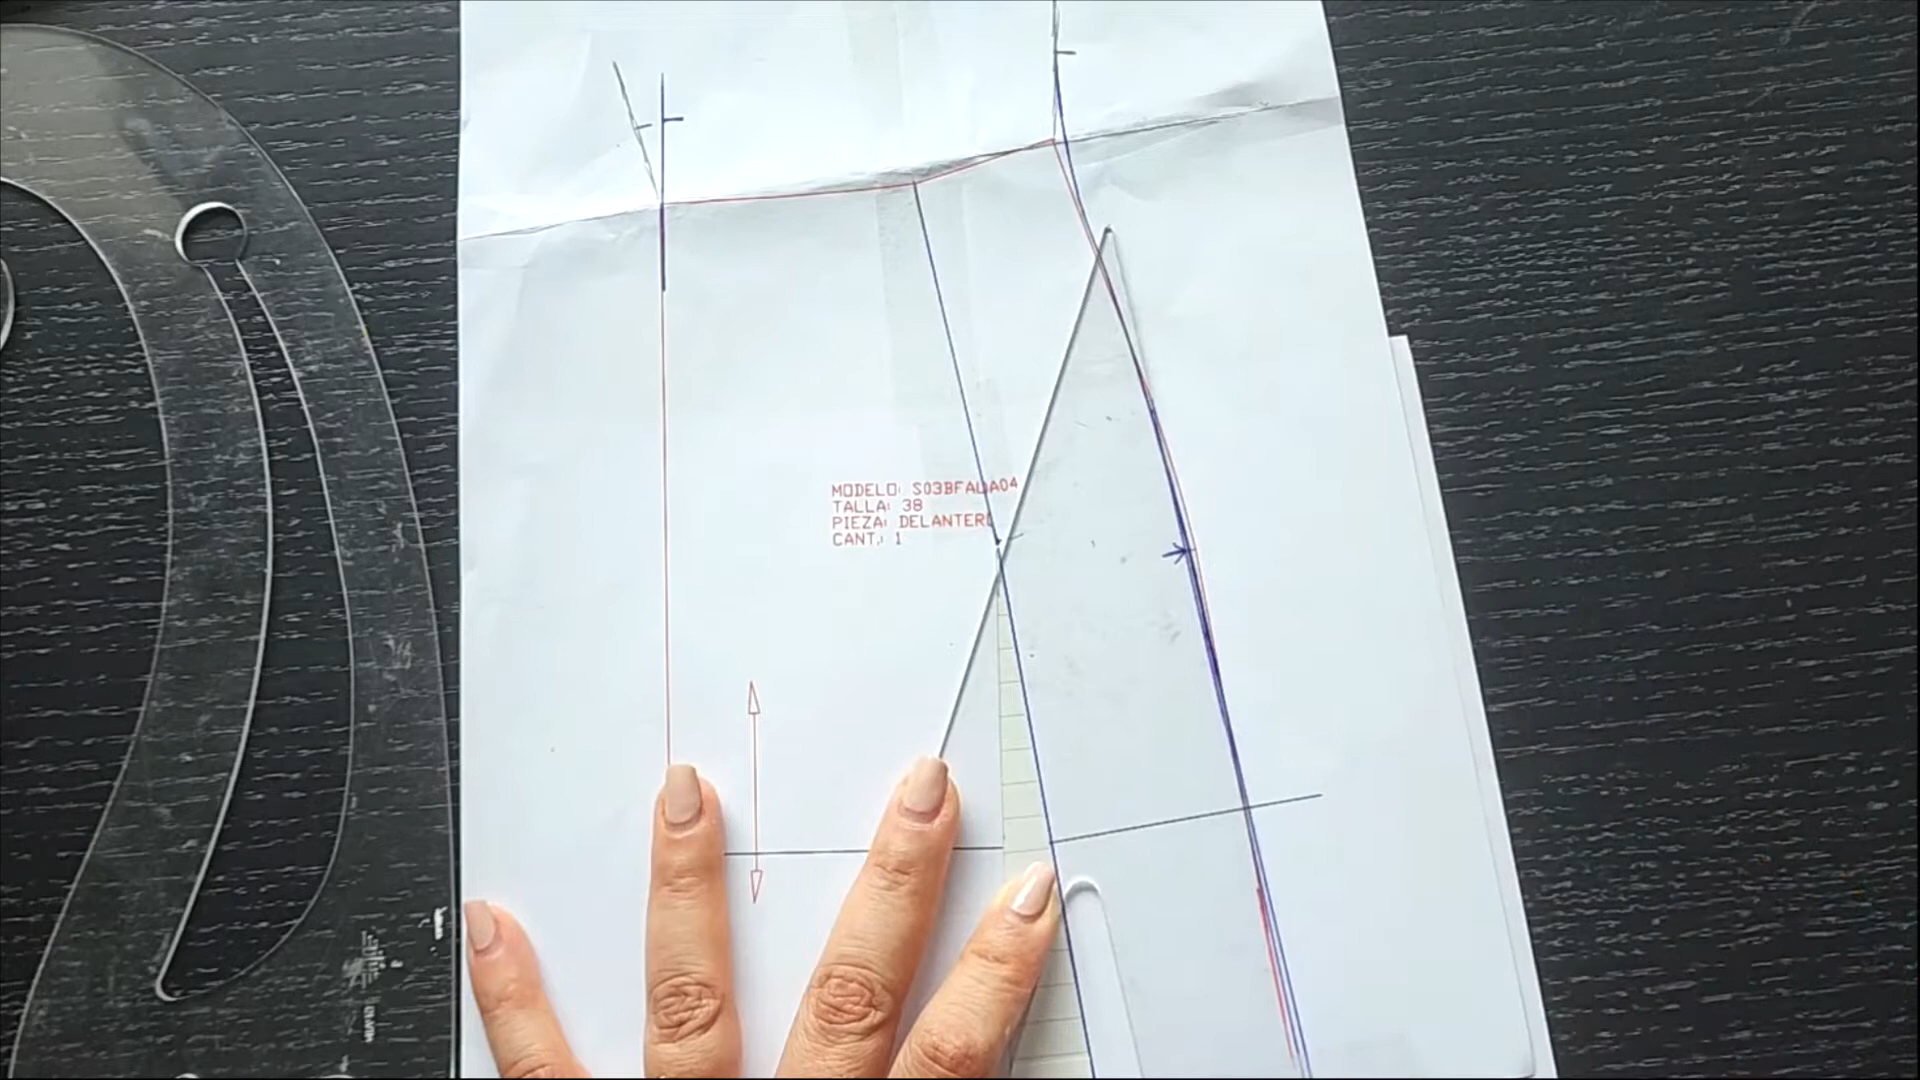 MODELO: S03BFALDA04
TALLA: 38
PIEZA: DELANTERO
CANT.: 1